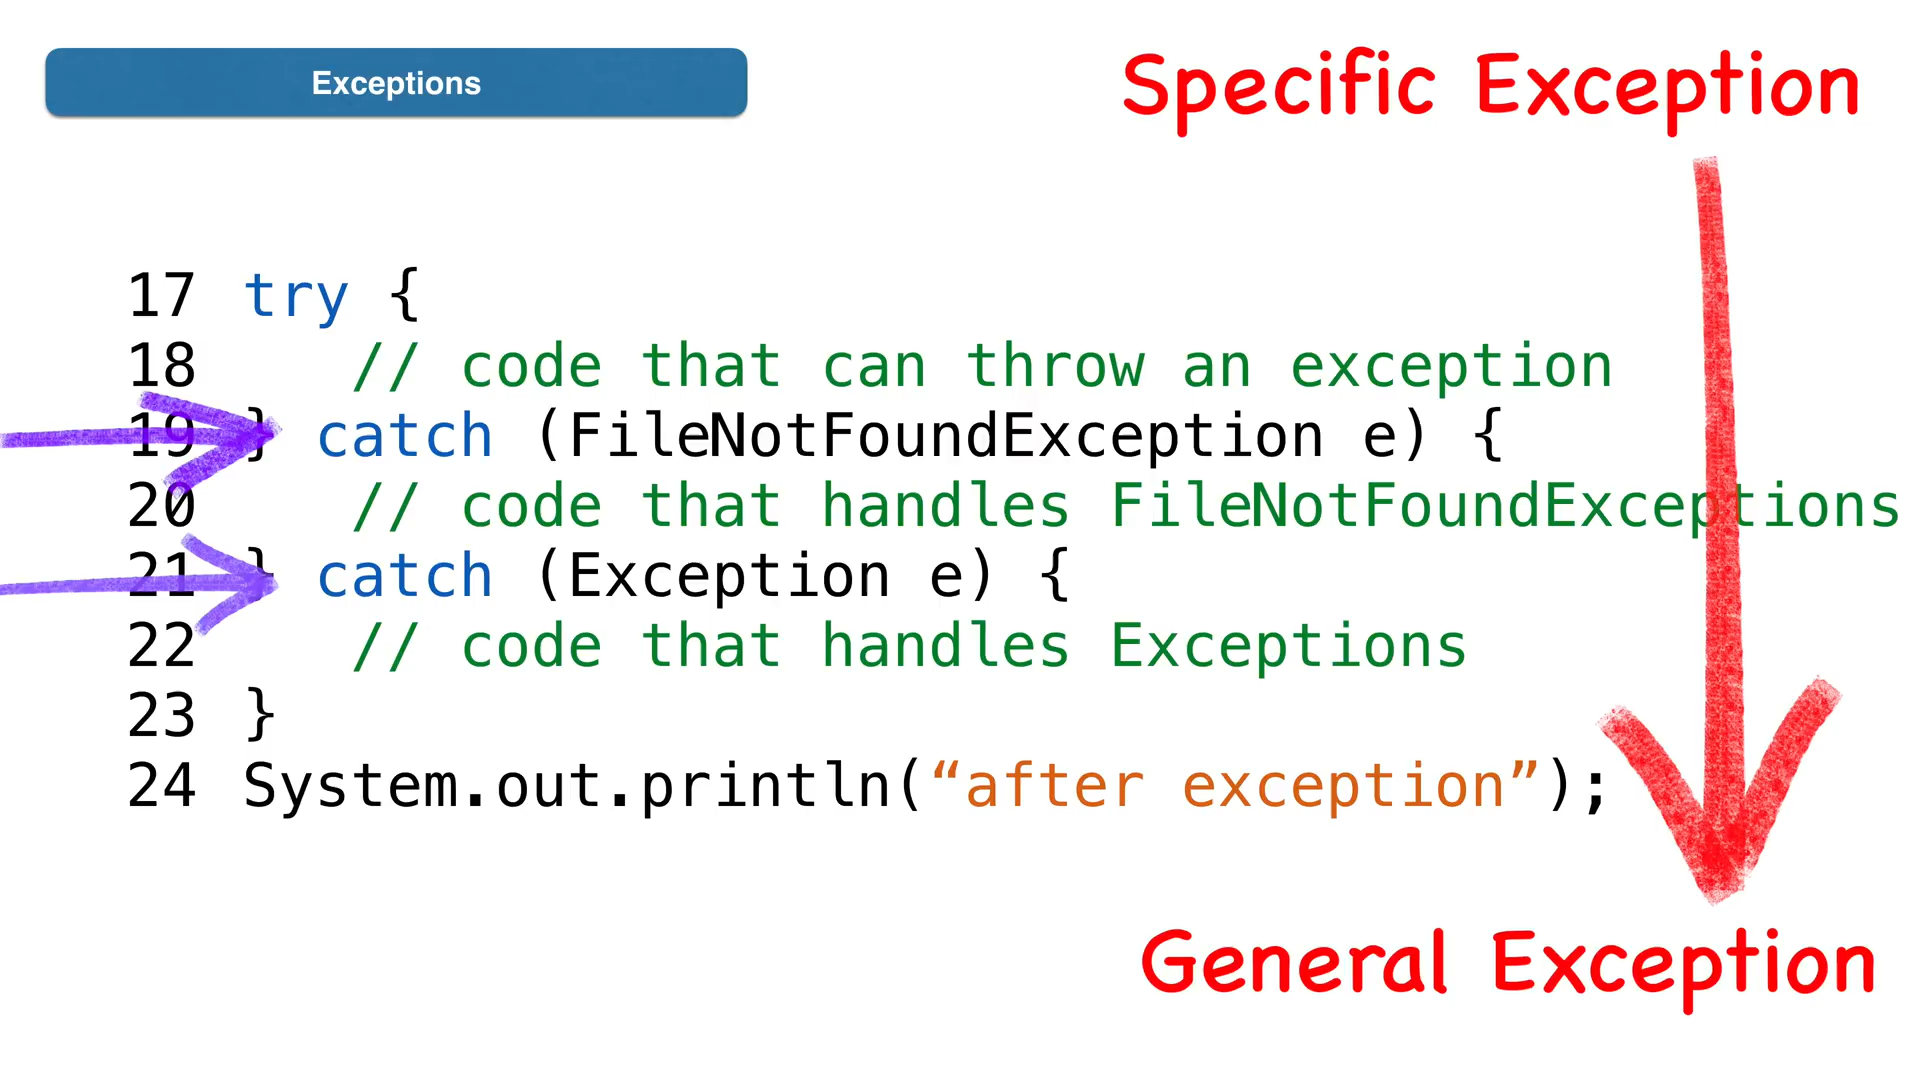 Exceptions
Specific Exception
17 try {
18 // code that can throw an exception
19 } catch (FileNotFoundException e) {
20 // code that handles FileNotFoundExceptions
21 } catch (Exception e) {
22 // code that handles Exceptions
23 }
24 System.out.println(“after exception”);
General Exception